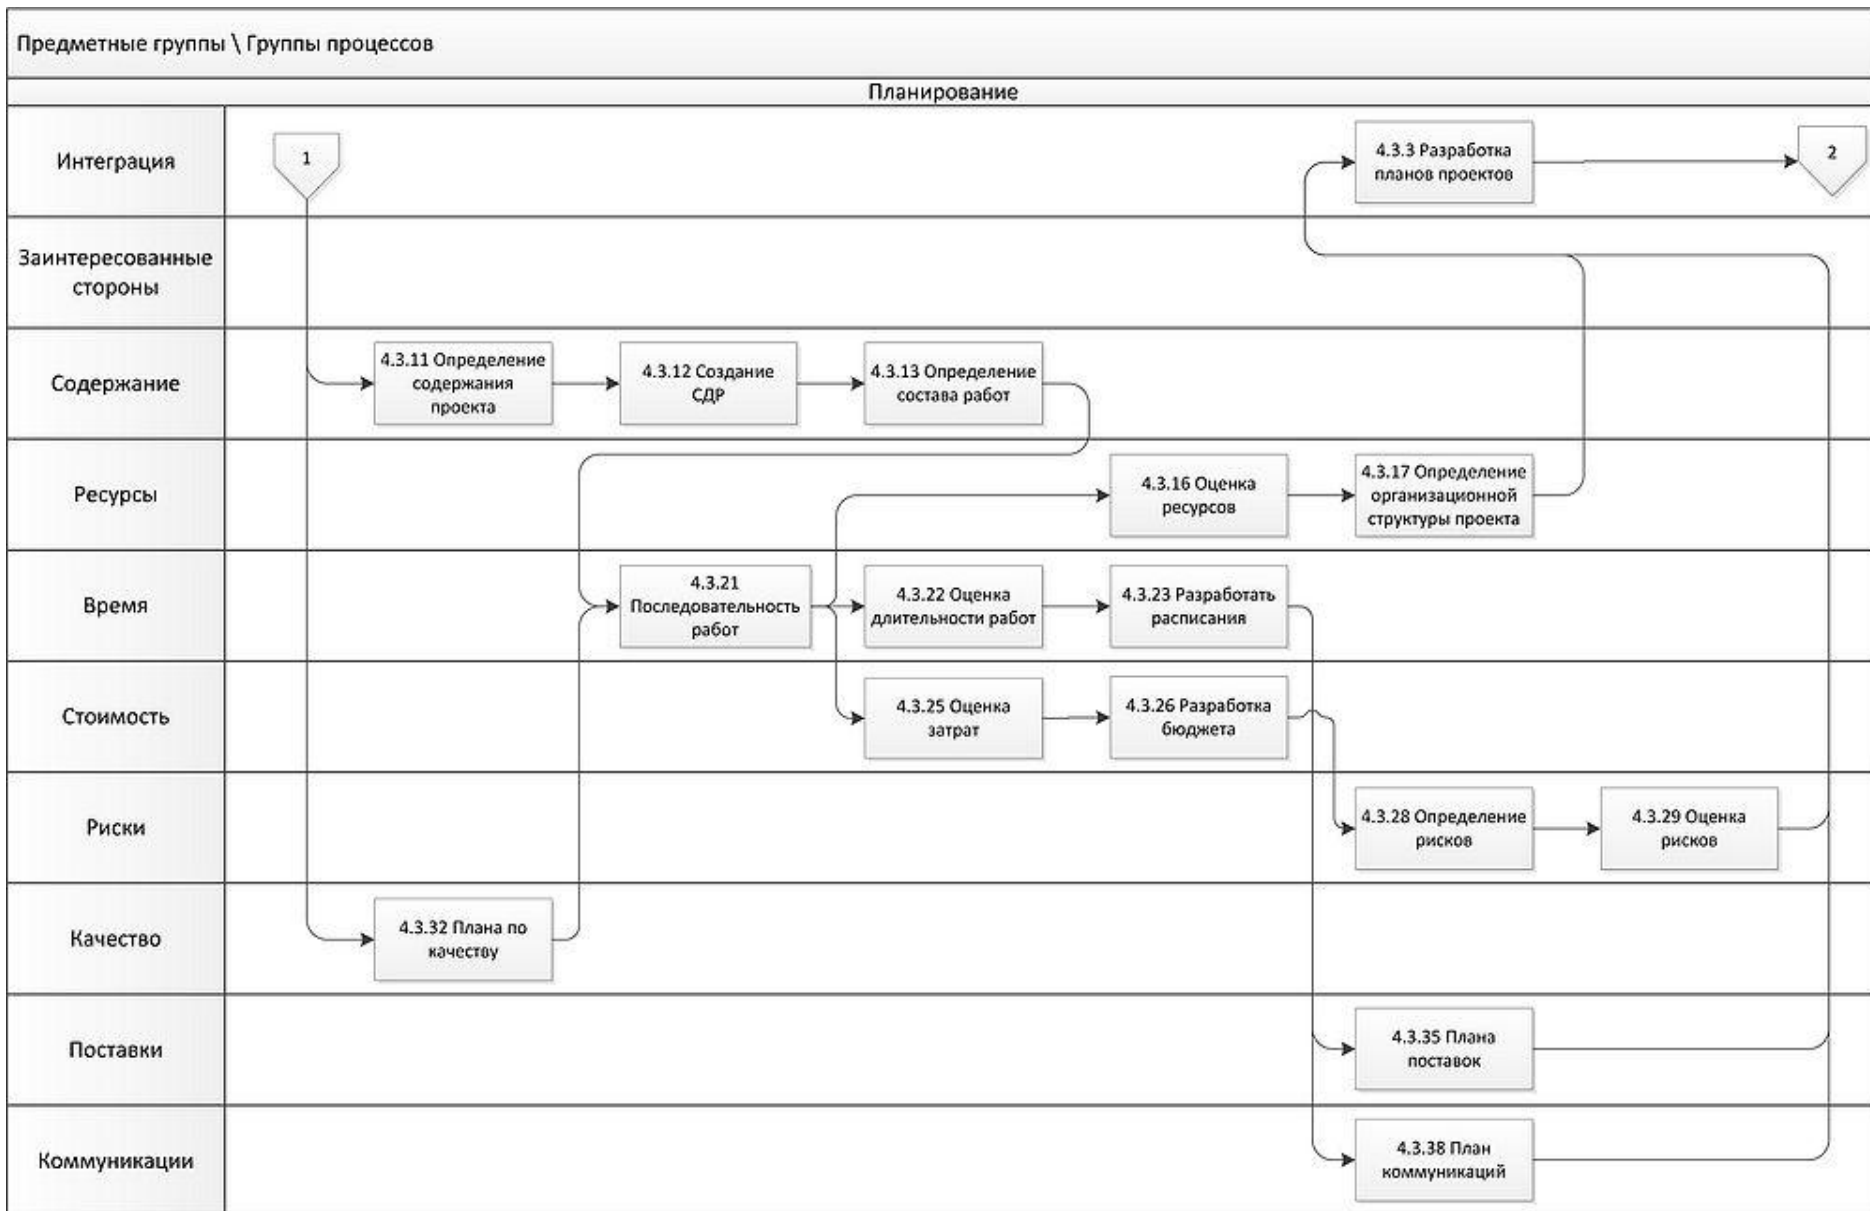 Предметные группы \ Группы процессов
Планирование
Интеграция
1
4.3.3 Разработка
планов проектов
2
Заинтересованные
стороны
Содержание
4.3.11 Определение
содержания
проекта
4.3.12 Создание
СДР
4.3.13 Определение
состава работ
Ресурсы
4.3.16 Оценка
ресурсов
4.3.17 Определение
организационной
структуры проекта
Время
4.3.21
Последовательность
работ
4.3.22 Оценка
длительности работ
4.3.23 Разработать
расписания
Стоимость
4.3.25 Оценка
затрат
4.3.26 Разработка
бюджета
Риски
4.3.28 Определение
рисков
4.3.29 Оценка
рисков
Качество
4.3.32 Плана по
качеству
Поставки
4.3.35 Плана
поставок
Коммуникации
4.3.38 План
коммуникаций